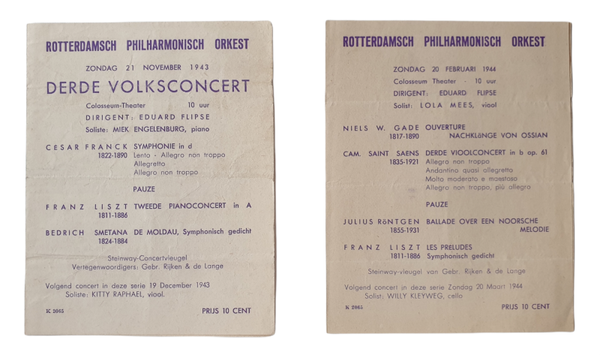 ROTTERDAMSCH PHILHARMONISCH ORKEST
ZONDAG 21 NOVEMBER 1943
DERDE VOLKSCONCERT
Colosseum-Theater 10 uur
DIRIGENT: EDUARD FLIPSE
Soliste: MIEK ENGELENBURG, piano
CESAR FRANCK SYMPHONIE in d
1822-1890 Lento - Allegro non troppo
Allegretto
Allegro non troppo
PAUZE
FRANZ LISZT TWEEDE PIANOCONCERT in A
1811-1886
BEDRICH SMETANA DE MOLDAU, Symphonisch gedicht
1824-1884
Steinway-Concertvleugel
Vertegenwoordigers: Gebr. Rijken & de Lange
Volgend concert in deze serie 19 December 1943
Soliste: KITTY RAPHAEL, viool.
K 2065 PRIJS 10 CENT
ROTTERDAMSCH PHILHARMONISCH ORKEST
ZONDAG 20 FEBRUARI 1944
Colosseum Theater - 10 uur
DIRIGENT: EDUARD FLIPSE
Solist: LOLA MEES, viool
NIELS W. GADE OUVERTURE
1817-1890 NACHKLÄNGE VON OSSIAN
CAM. SAINT SAENS DERDE VIOOLCONCERT in b op. 61
1835-1921 Allegro non troppo
Andantino quasi allegretto
Molto moderato e maestoso
Allegro non troppo, più allegro
PAUZE
JULIUS RöNTGEN BALLADE OVER EEN NOORSCHE
1855-1931 MELODIE
FRANZ LISZT LES PRELUDES
1811-1886 Symphonisch gedicht
Steinway-vleugel van Gebr. Rijken & de Lange
Volgend concert in deze serie Zondag 20 Maart 1944
Solist: WILLY KLEYWEG, cello
K 2065 PRIJS 10 CENT